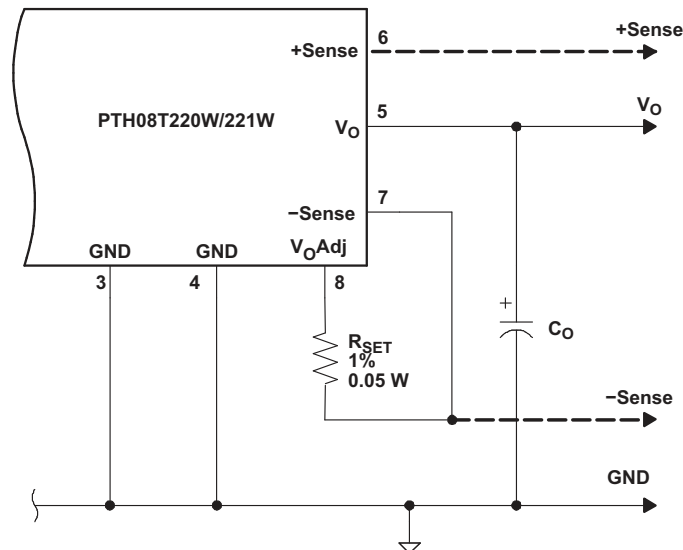 6
+Sense
+Sense
5
VO
PTH08T220W/221W
VO
7
−Sense
GND
GND
VOAdj
3
4
8
+
CO
RSET
1%
0.05 W
−Sense
GND